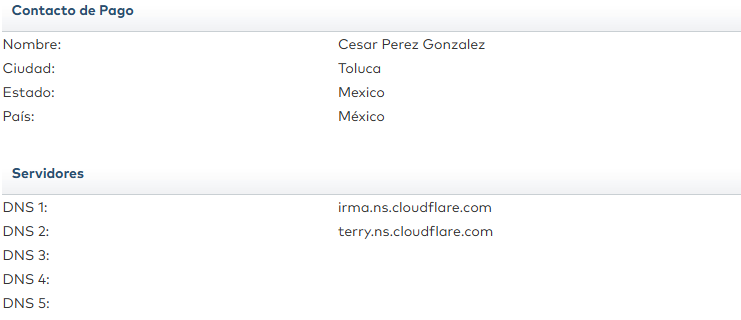 Contacto de Pago
Nombre: Cesar Perez Gonzalez
Ciudad: Toluca
Estado: Mexico
País: México
Servidores
DNS 1: irma.ns.cloudflare.com
DNS 2: terry.ns.cloudflare.com
DNS 3:
DNS 4:
DNS 5: